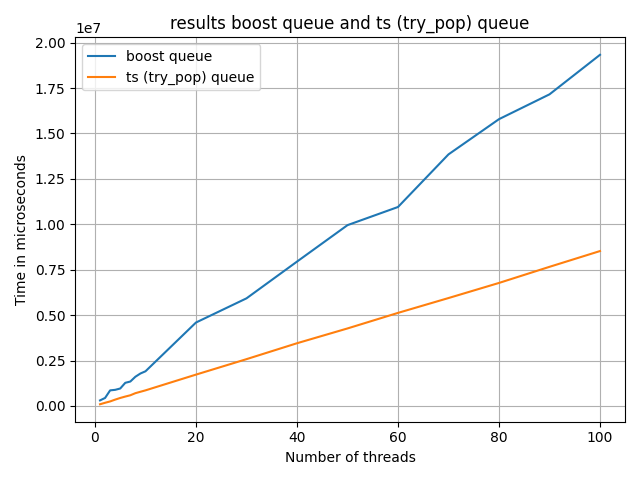 results boost queue and ts (try_pop) queue
1e7
boost queue
ts (try_pop) queue
2.00
1.75
1.50
1.25
1.00
0.75
0.50
0.25
0.00
Time in microseconds
0 20 40 60 80 100
Number of threads